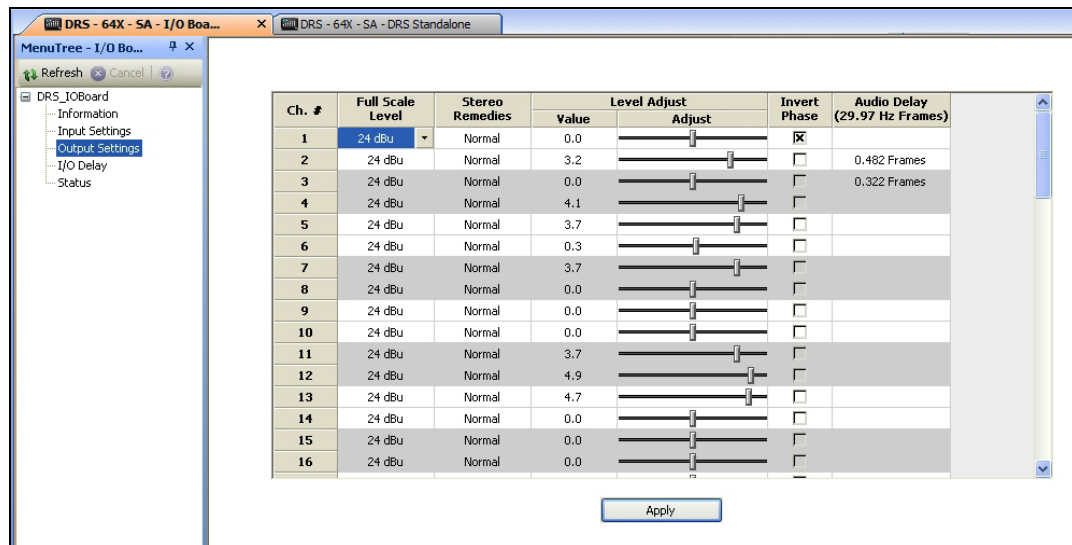 DRS - 64X - SA - I/O Boa...
DRS - 64X - SA - DRS Standalone
MenuTree - I/O Bo...
Refresh Cancel
DRS_IOBoard
Information
Input Settings
Output Settings
I/O Delay
Status
Ch. # Full Scale Level Stereo Remedies Level Adjust Invert Phase Audio Delay (29.97 Hz Frames)
Value Adjust
1 24 dBu Normal 0.0
2 24 dBu Normal 3.2 0.482 Frames
3 24 dBu Normal 0.0 0.322 Frames
4 24 dBu Normal 4.1
5 24 dBu Normal 3.7
6 24 dBu Normal 0.3
7 24 dBu Normal 3.7
8 24 dBu Normal 0.0
9 24 dBu Normal 0.0
10 24 dBu Normal 0.0
11 24 dBu Normal 3.7
12 24 dBu Normal 4.9
13 24 dBu Normal 4.7
14 24 dBu Normal 0.0
15 24 dBu Normal 0.0
16 24 dBu Normal 0.0
Apply